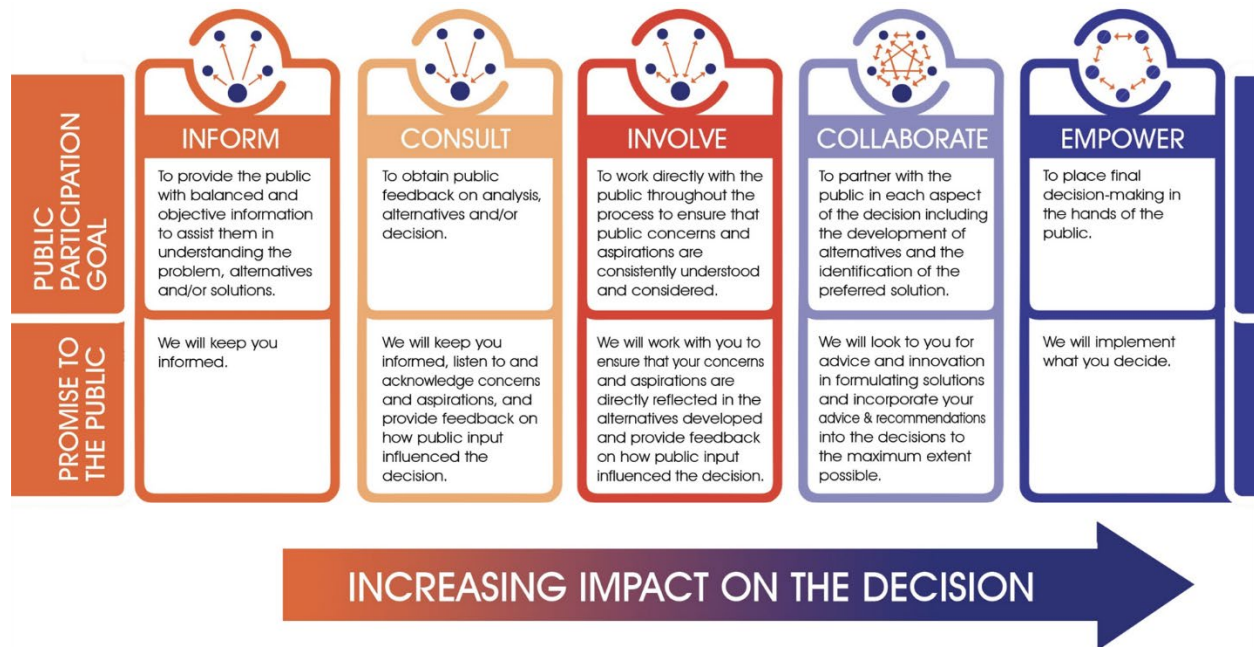 INFORM
CONSULT
INVOLVE
COLLABORATE
EMPOWER
PUBLIC
PARTICIPATION
GOAL
To provide the public
with balanced and
objective information
to assist them in
understanding the
problem, alternatives
and/or solutions.
To obtain public
feedback on analysis,
alternatives and/or
decision.
To work directly with the
public throughout the
process to ensure that
public concerns and
aspirations are
consistently understood
and considered.
To partner with the
public in each aspect
of the decision including
the development of
alternatives and the
identification of the
preferred solution.
To place final
decision-making in
the hands of the
public.
PROMISE TO
THE PUBLIC
We will keep you
informed.
We will keep you
informed, listen to and
acknowledge concerns
and aspirations, and
provide feedback on
how public input
influenced the
decision.
We will work with you to
ensure that your concerns
and aspirations are
directly reflected in the
alternatives developed
and provide feedback
on how public input
influenced the decision.
We will look to you for
advice and innovation
in formulating solutions
and incorporate your
advice & recommendations
into the decisions to
the maximum extent
possible.
We will implement
what you decide.
INCREASING IMPACT ON THE DECISION